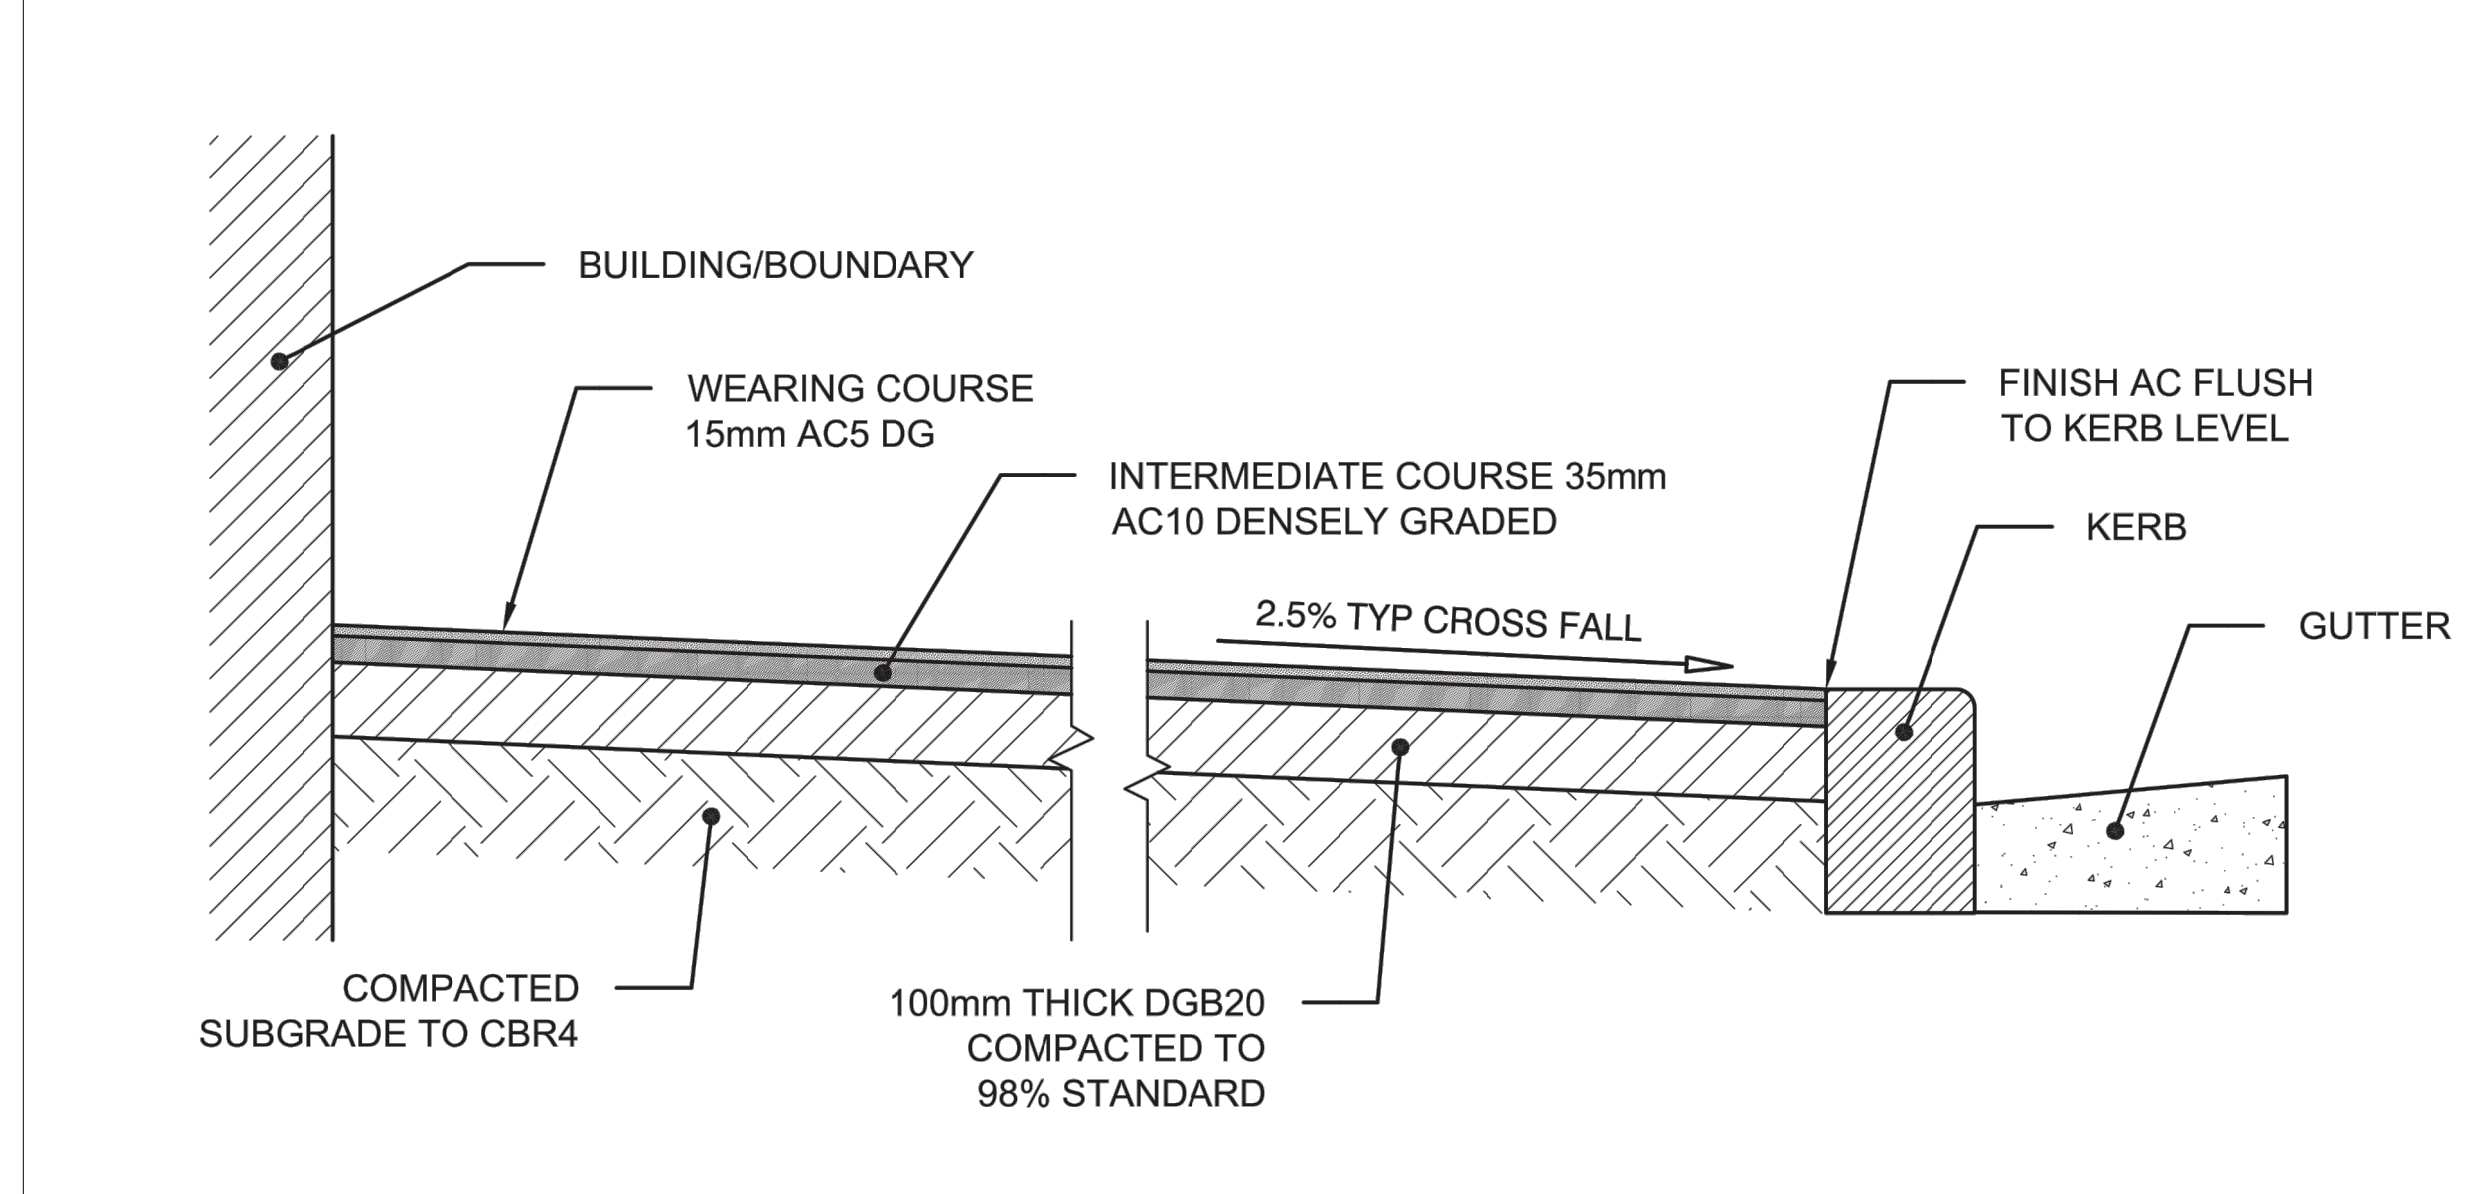 BUILDING/BOUNDARY
WEARING COURSE
15mm AC5 DG
INTERMEDIATE COURSE 35mm
AC10 DENSELY GRADED
FINISH AC FLUSH
TO KERB LEVEL
KERB
2.5% TYP CROSS FALL
GUTTER
COMPACTED
SUBGRADE TO CBR4
100mm THICK DGB20
COMPACTED TO
98% STANDARD